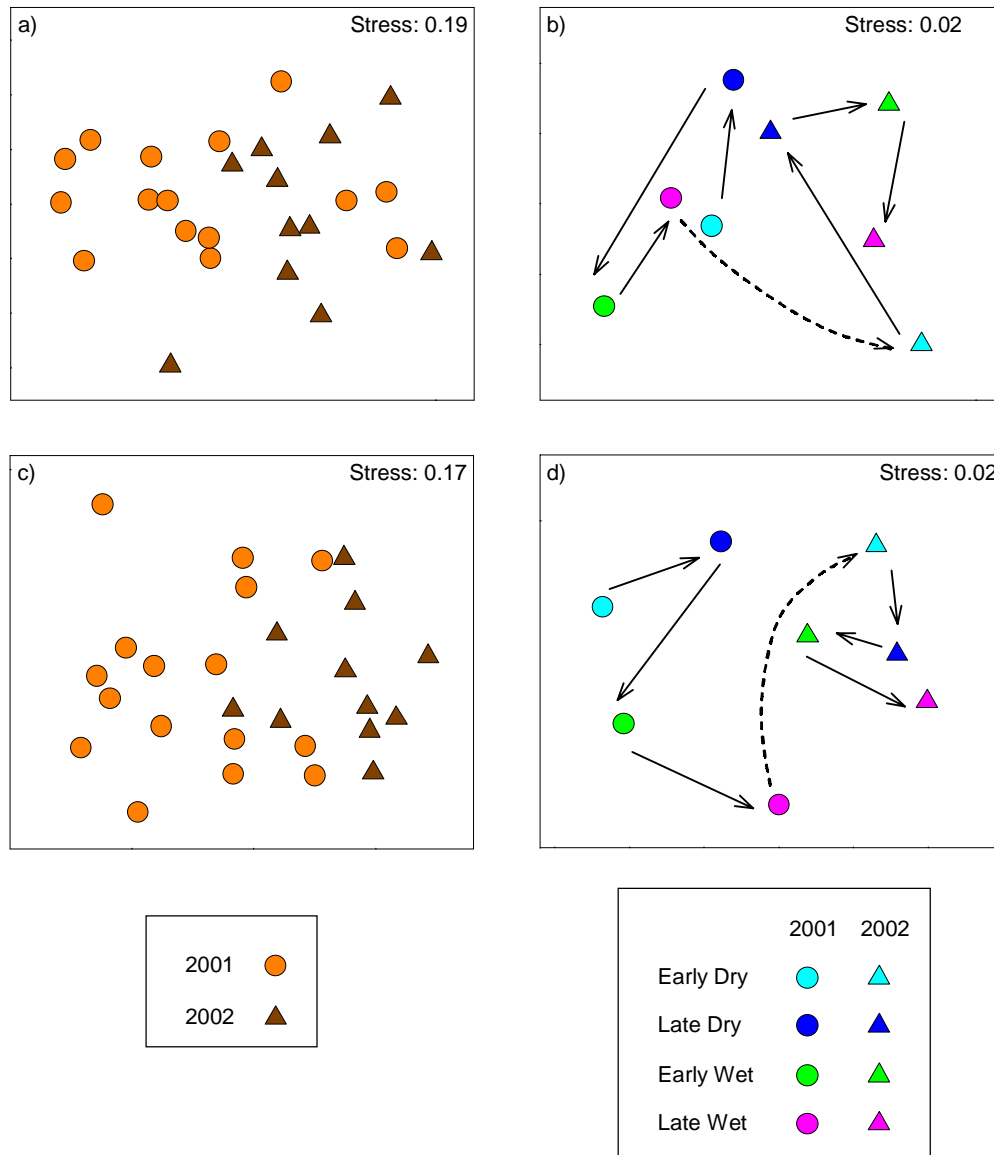 a) Stress: 0.19
b) Stress: 0.02
c) Stress: 0.17
d) Stress: 0.02
2001
2002
2001 2002
Early Dry
Late Dry
Early Wet
Late Wet